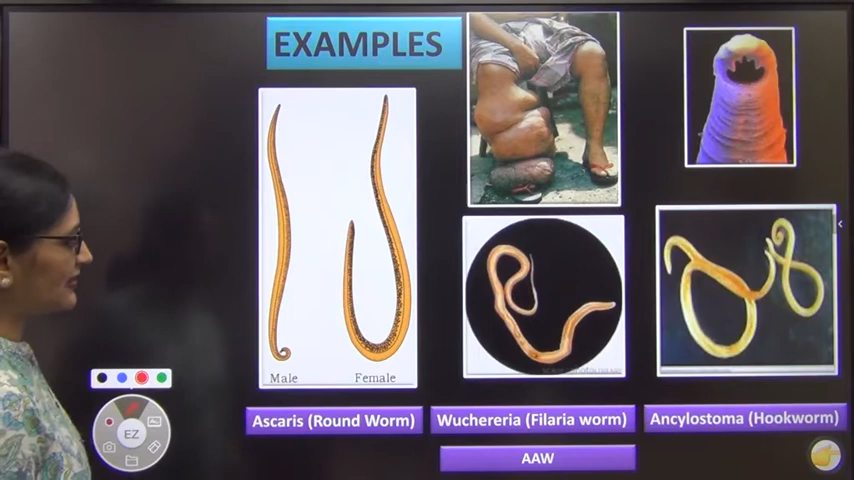 EXAMPLES
Male Female
Ascaris (Round Worm)
Wuchereria (Filaria worm)
Ancylostoma (Hookworm)
AAW
EZ